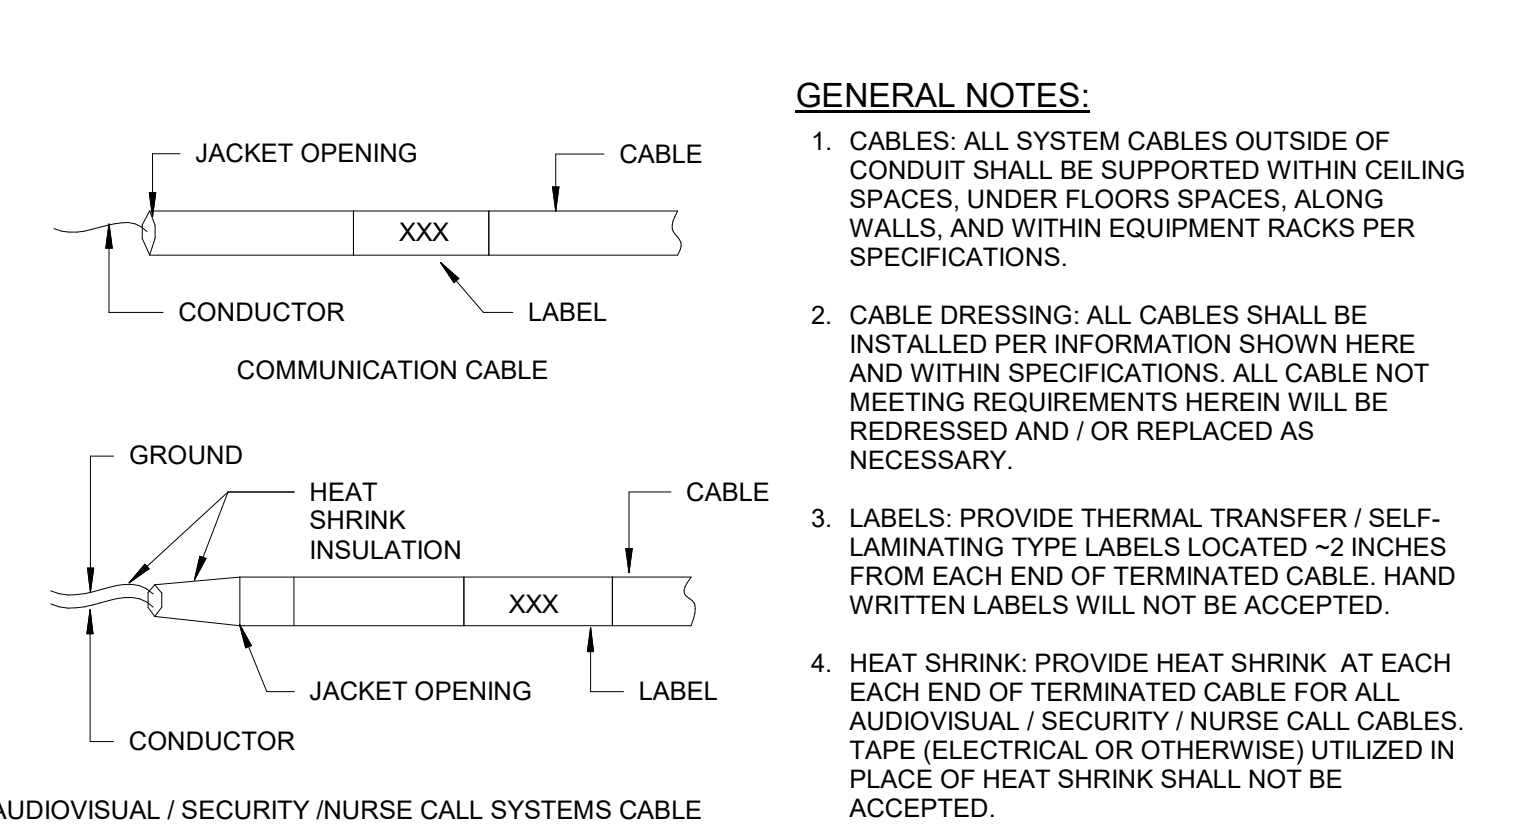 JACKET OPENING
CABLE
XXX
CONDUCTOR
LABEL
COMMUNICATION CABLE
GROUND
HEAT
SHRINK
INSULATION
CABLE
XXX
JACKET OPENING
LABEL
CONDUCTOR
AUDIOVISUAL / SECURITY /NURSE CALL SYSTEMS CABLE
GENERAL NOTES:
1. CABLES: ALL SYSTEM CABLES OUTSIDE OF
CONDUIT SHALL BE SUPPORTED WITHIN CEILING
SPACES, UNDER FLOORS SPACES, ALONG
WALLS, AND WITHIN EQUIPMENT RACKS PER
SPECIFICATIONS.
2. CABLE DRESSING: ALL CABLES SHALL BE
INSTALLED PER INFORMATION SHOWN HERE
AND WITHIN SPECIFICATIONS. ALL CABLE NOT
MEETING REQUIREMENTS HEREIN WILL BE
REDRESSED AND / OR REPLACED AS
NECESSARY.
3. LABELS: PROVIDE THERMAL TRANSFER / SELF-
LAMINATING TYPE LABELS LOCATED ~2 INCHES
FROM EACH END OF TERMINATED CABLE. HAND
WRITTEN LABELS WILL NOT BE ACCEPTED.
4. HEAT SHRINK: PROVIDE HEAT SHRINK  AT EACH
EACH END OF TERMINATED CABLE FOR ALL
AUDIOVISUAL / SECURITY / NURSE CALL CABLES.
TAPE (ELECTRICAL OR OTHERWISE) UTILIZED IN
PLACE OF HEAT SHRINK SHALL NOT BE
ACCEPTED.